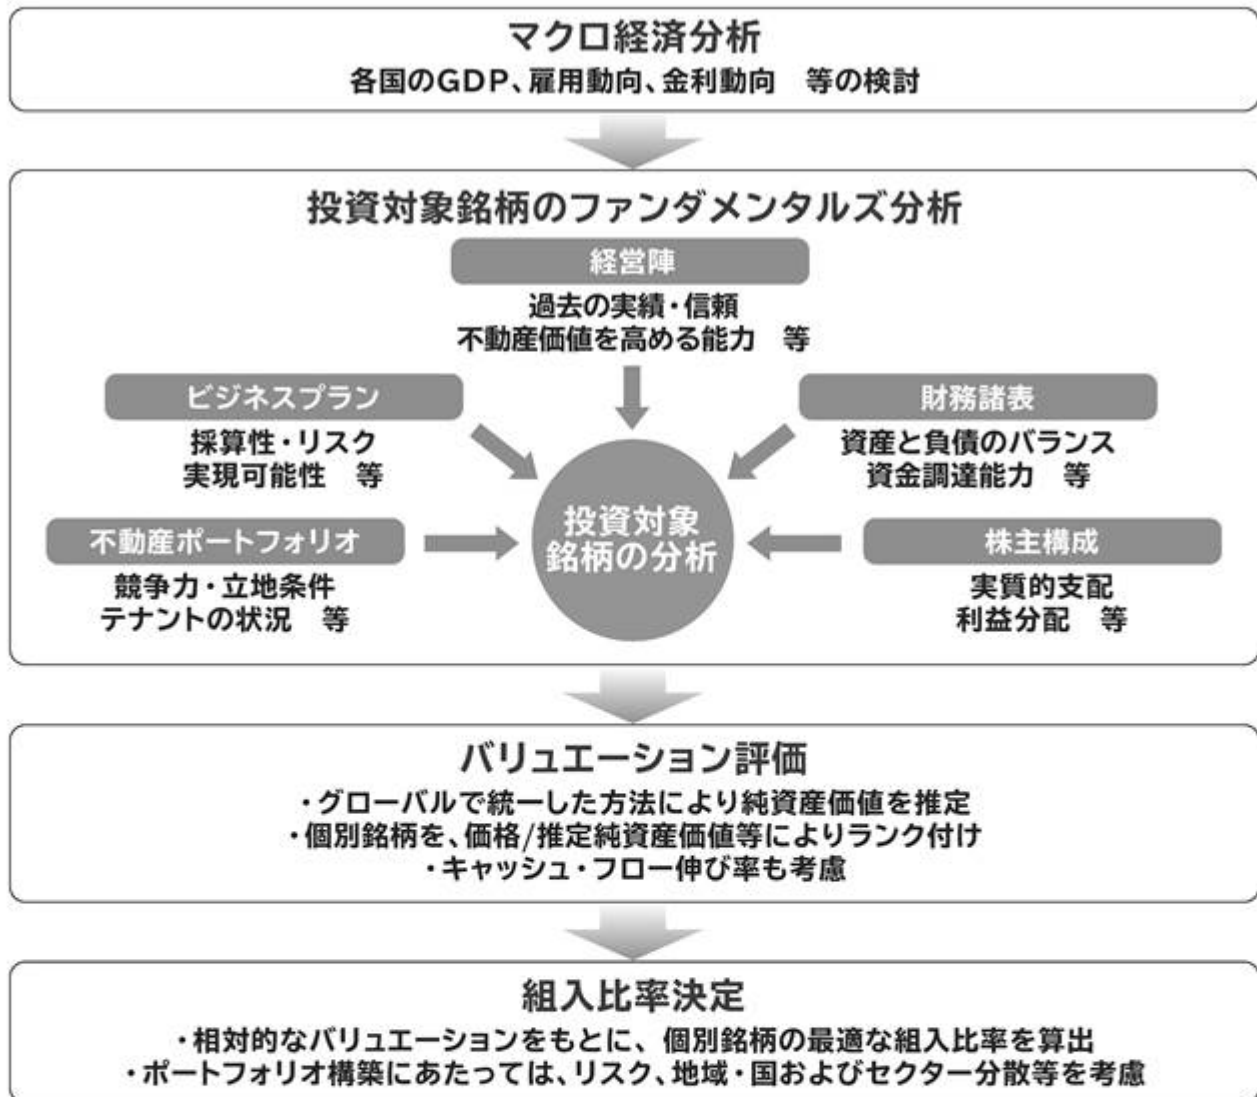 マクロ経済分析
各国のGDP、雇用動向、金利動向　等の検討
投資対象銘柄のファンダメンタルズ分析
経営陣
過去の実績・信頼
不動産価値を高める能力　等
ビジネスプラン
採算性・リスク
実現可能性　等
財務諸表
資産と負債のバランス
資金調達能力　等
不動産ポートフォリオ
競争力・立地条件
テナントの状況　等
投資対象
銘柄の分析
株主構成
実質的支配
利益分配　等
バリュエーション評価
・グローバルで統一した方法により純資産価値を推定
・個別銘柄を、価格/推定純資産価値等によりランク付け
・キャッシュ・フロー伸び率も考慮
組入比率決定
・相対的なバリュエーションをもとに、個別銘柄の最適な組入比率を算出
・ポートフォリオ構築にあたっては、リスク、地域・国およびセクター分散等を考慮